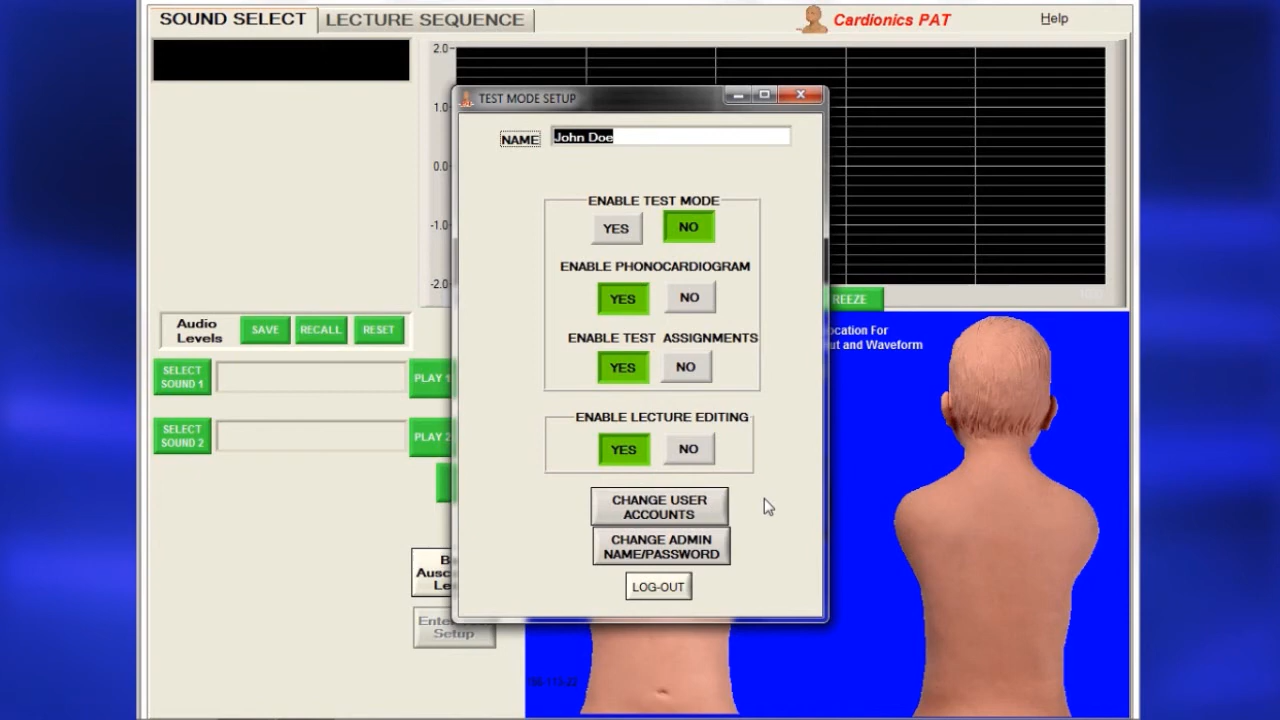 SOUND SELECT
LECTURE SEQUENCE
Cardionics PAT
Help
2.0
1.0
0.0
-1.0
-2.0
TEST MODE SETUP
NAME
John Doe
ENABLE TEST MODE
YES
NO
ENABLE PHONOCARDIOGRAM
YES
NO
ENABLE TEST ASSIGNMENTS
YES
NO
ENABLE LECTURE EDITING
YES
NO
CHANGE USER
ACCOUNTS
CHANGE ADMIN
NAME/PASSWORD
LOG-OUT
REEZE
ocation For
ut and Waveform
Audio
Levels
SAVE
RECALL
RESET
SELECT
SOUND 1
PLAY 1
SELECT
SOUND 2
PLAY 2
B
Ausc
Le
Ente
Setup